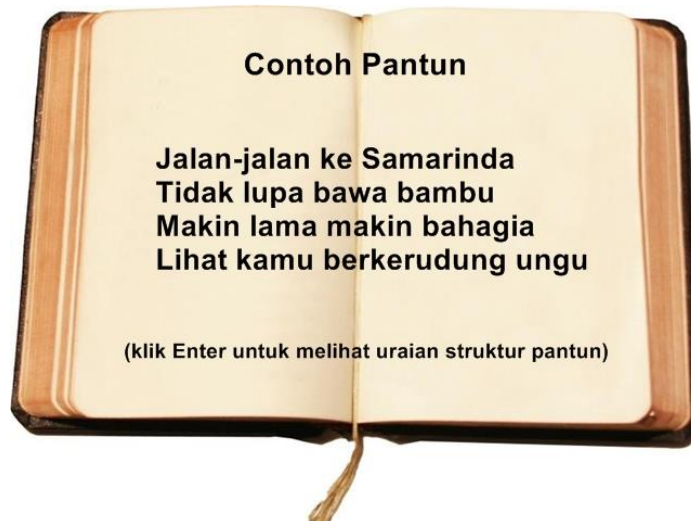 Contoh Pantun
Jalan-jalan ke Samarinda
Tidak lupa bawa bambu
Makin lama makin bahagia
Lihat kamu berkerudung ungu
(klik Enter untuk melihat uraian struktur pantun)